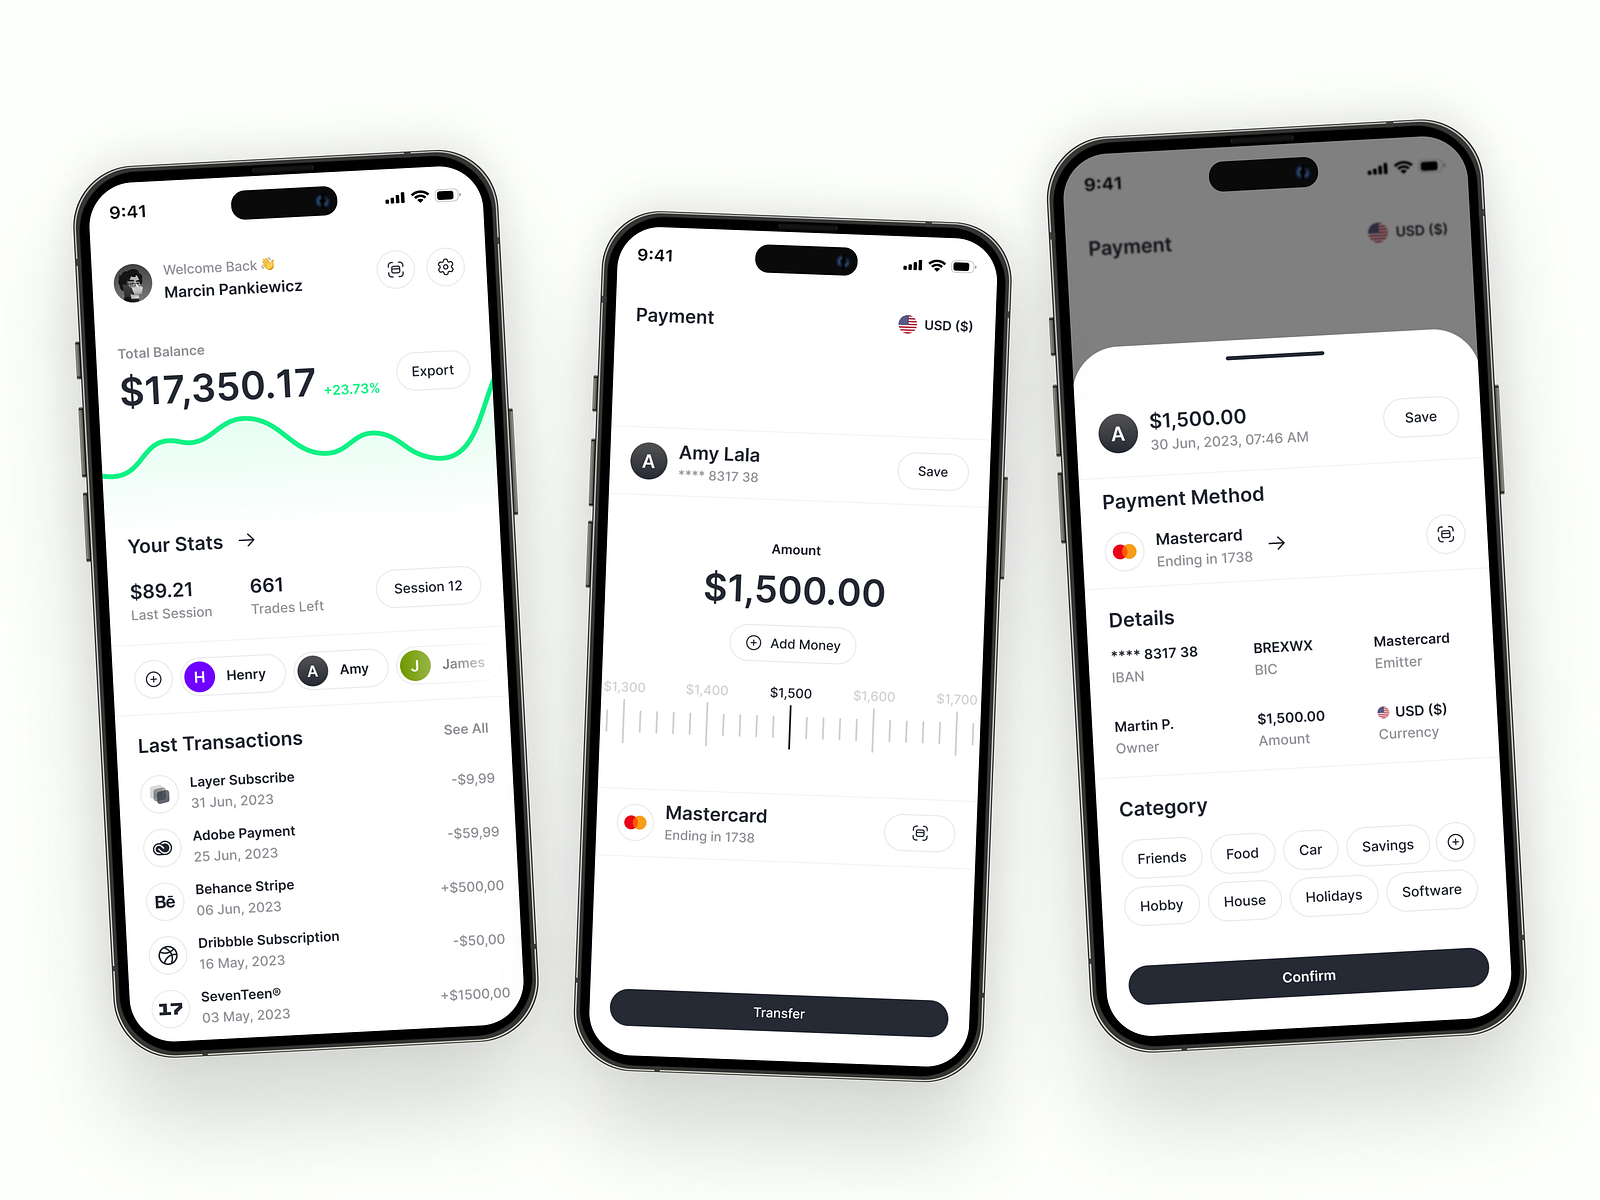 9:41
Welcome Back 👋
Marcin Pankiewicz
Total Balance
$17,350.17 +23.73%
Export
Your Stats
$89.21
Last Session
661
Trades Left
Session 12
H Henry
A Amy
J James
Last Transactions
See All
Layer Subscribe
31 Jun, 2023
-$9,99
Adobe Payment
25 Jun, 2023
-$59,99
Bē
Behance Stripe
06 Jun, 2023
+$500,00
Dribbble Subscription
16 May, 2023
-$50,00
17
SevenTeen®
03 May, 2023
+$1500,00
9:41
Payment
USD ($)
A
Amy Lala
**** 8317 38
Save
Amount
$1,500.00
Add Money
$1,300 $1,400 $1,500 $1,600 $1,700
Mastercard
Ending in 1738
Transfer
9:41
Payment
USD ($)
A
$1,500.00
30 Jun, 2023, 07:46 AM
Save
Payment Method
Mastercard
Ending in 1738
Details
**** 8317 38
IBAN
BREXWX
BIC
Mastercard
Emitter
Martin P.
Owner
$1,500.00
Amount
USD ($)
Currency
Category
Friends Food Car Savings
Hobby House Holidays Software
Confirm